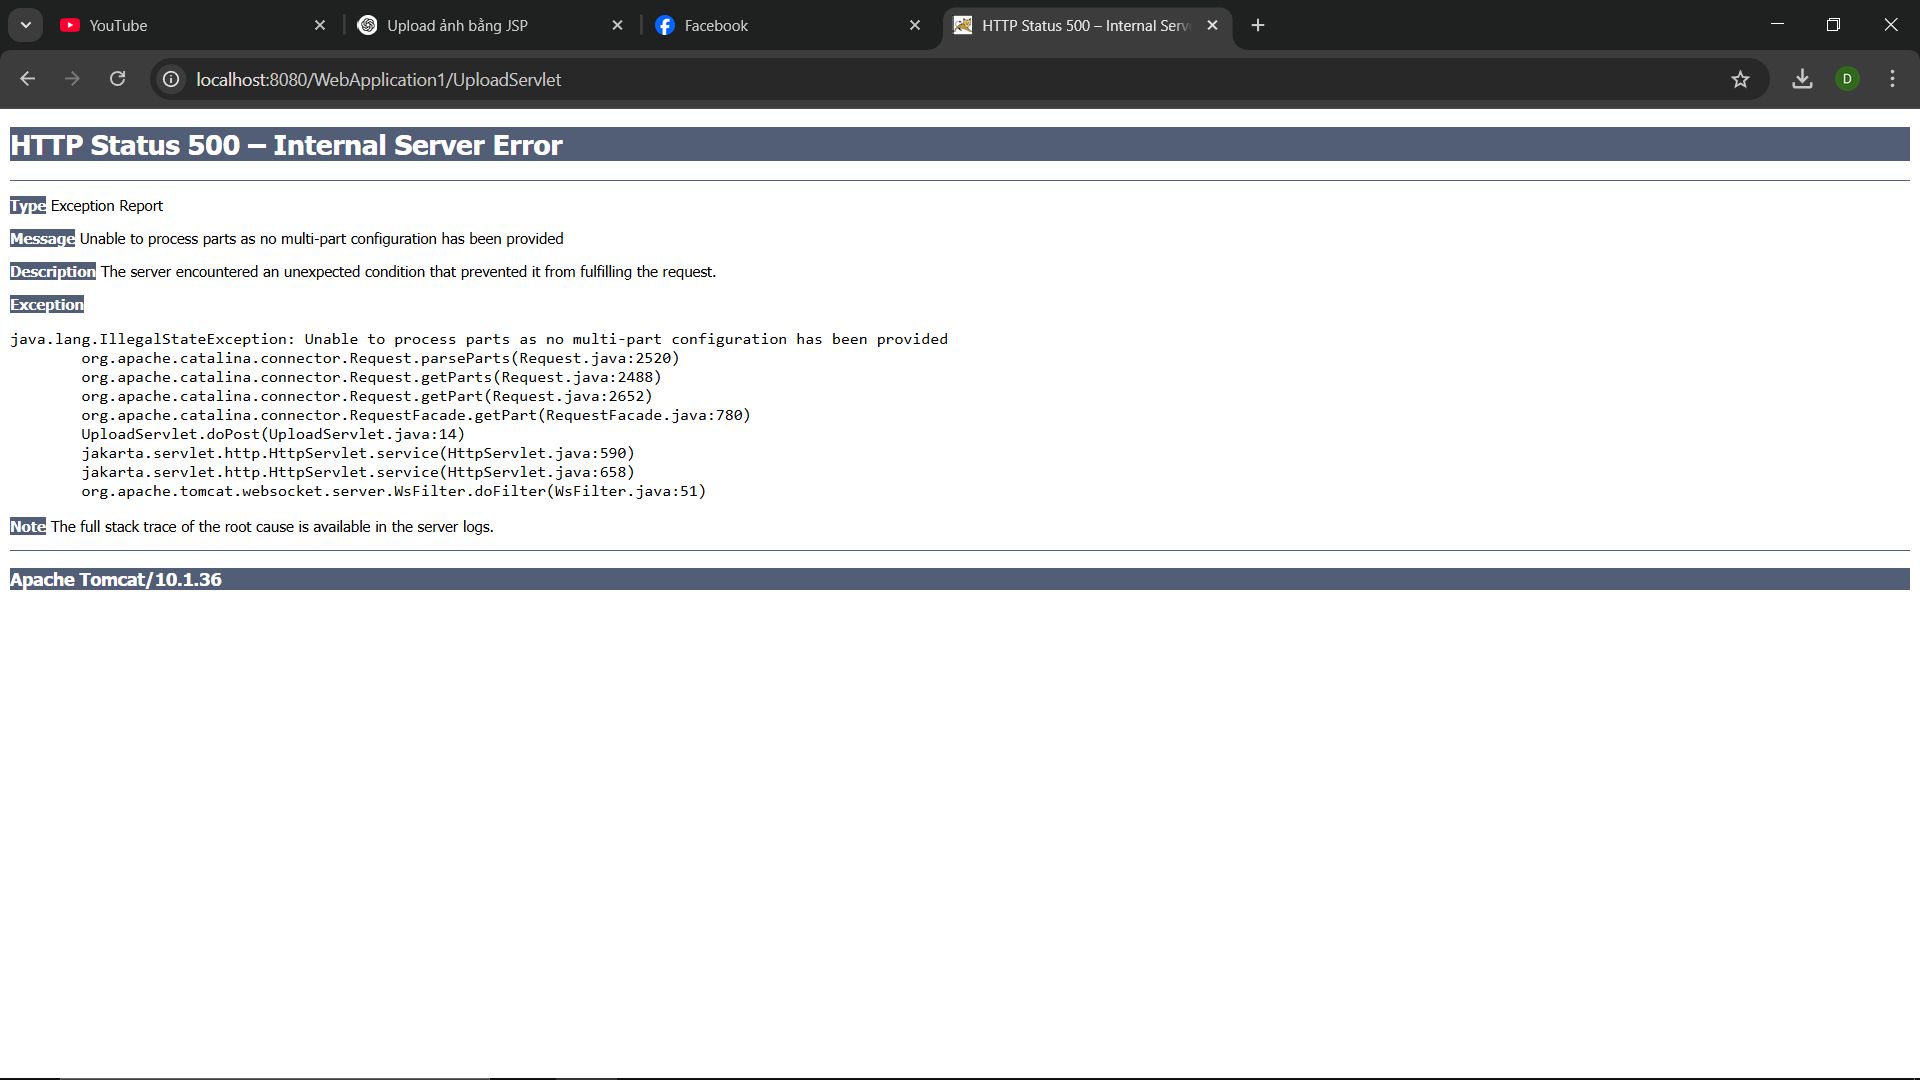 YouTube
Upload ảnh bằng JSP
Facebook
HTTP Status 500 – Internal Serv
localhost:8080/WebApplication1/UploadServlet
D
HTTP Status 500 – Internal Server Error
Type Exception Report
Message Unable to process parts as no multi-part configuration has been provided
Description The server encountered an unexpected condition that prevented it from fulfilling the request.
Exception
java.lang.IllegalStateException: Unable to process parts as no multi-part configuration has been provided
org.apache.catalina.connector.Request.parseParts(Request.java:2520)
org.apache.catalina.connector.Request.getParts(Request.java:2488)
org.apache.catalina.connector.Request.getPart(Request.java:2652)
org.apache.catalina.connector.RequestFacade.getPart(RequestFacade.java:780)
UploadServlet.doPost(UploadServlet.java:14)
jakarta.servlet.http.HttpServlet.service(HttpServlet.java:590)
jakarta.servlet.http.HttpServlet.service(HttpServlet.java:658)
org.apache.tomcat.websocket.server.WsFilter.doFilter(WsFilter.java:51)
Note The full stack trace of the root cause is available in the server logs.
Apache Tomcat/10.1.36